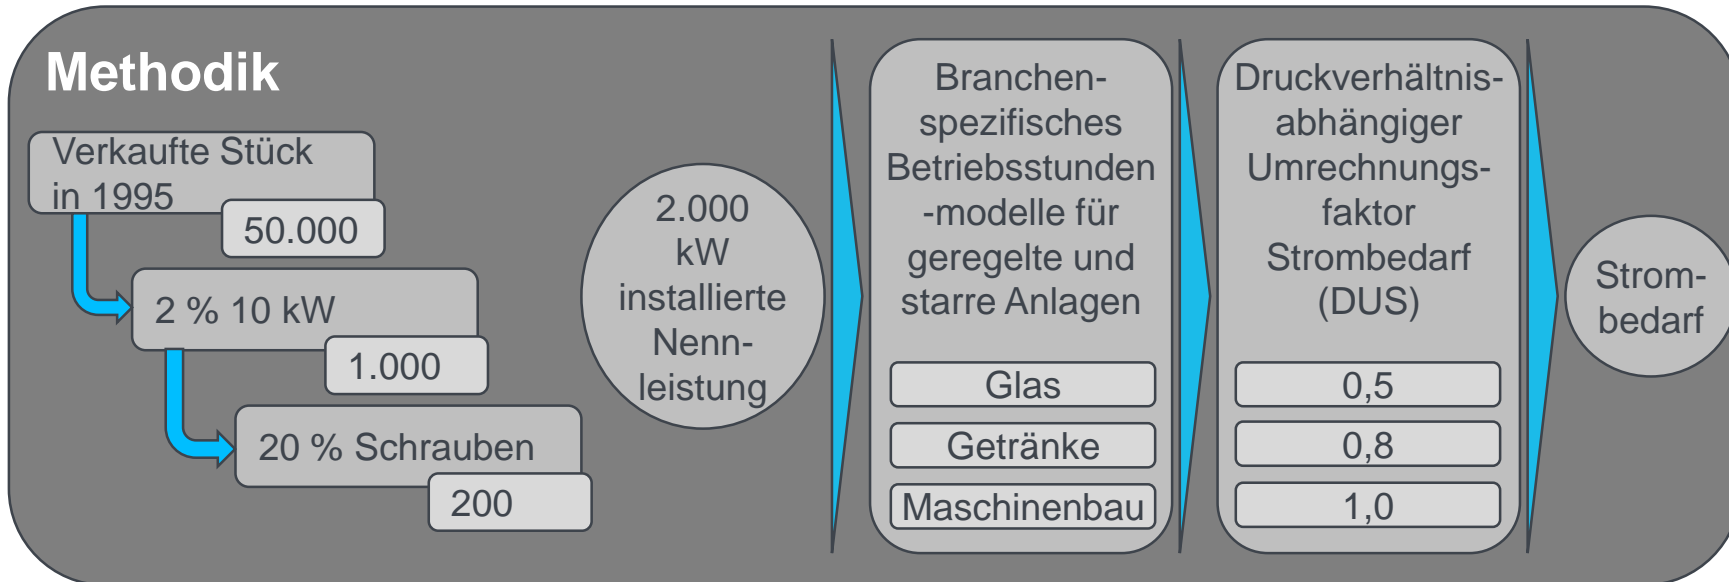 Methodik
Verkaufte Stück
in 1995
50.000
2 % 10 kW
1.000
20 % Schrauben
200
2.000
kW
installierte
Nenn-
leistung
Branchen-
spezifisches
Betriebsstunden
-modelle für
geregelte und
starre Anlagen
Glas
Getränke
Maschinenbau
Druckverhältnis-
abhängiger
Umrechnungs-
faktor
Strombedarf
(DUS)
0,5
0,8
1,0
Strom-
bedarf